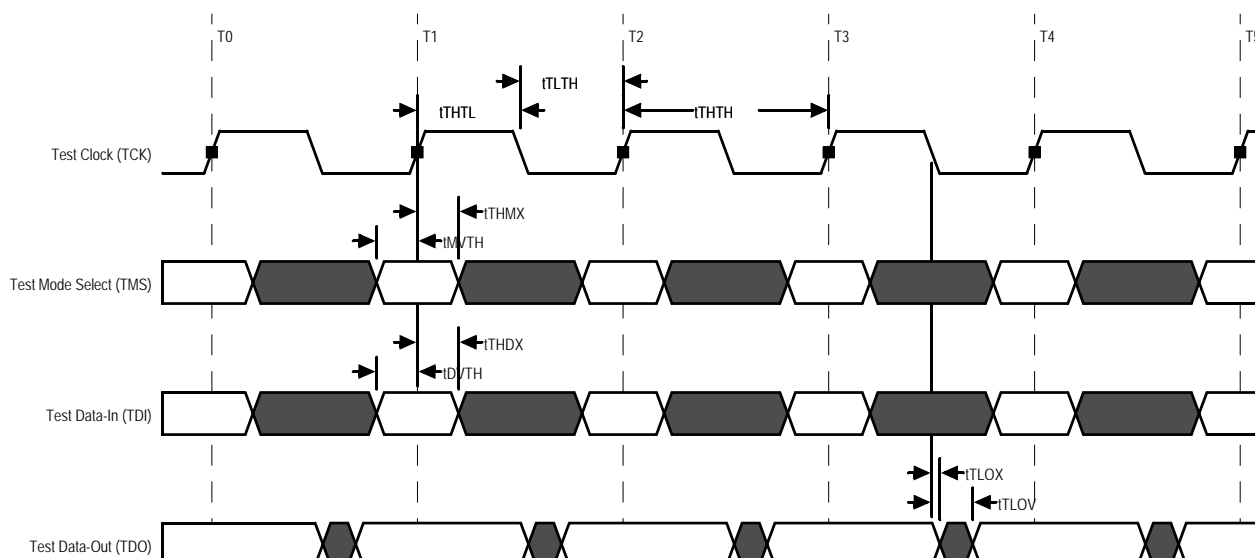 T0
T1
T2
T3
T4
T5
tTLTH
tTHTL
tTHTH
Test Clock (TCK)
tTHMX
tMVTH
Test Mode Select (TMS)
tTHDX
tDVTH
Test Data-In (TDI)
tTLOX
tTLOV
Test Data-Out (TDO)